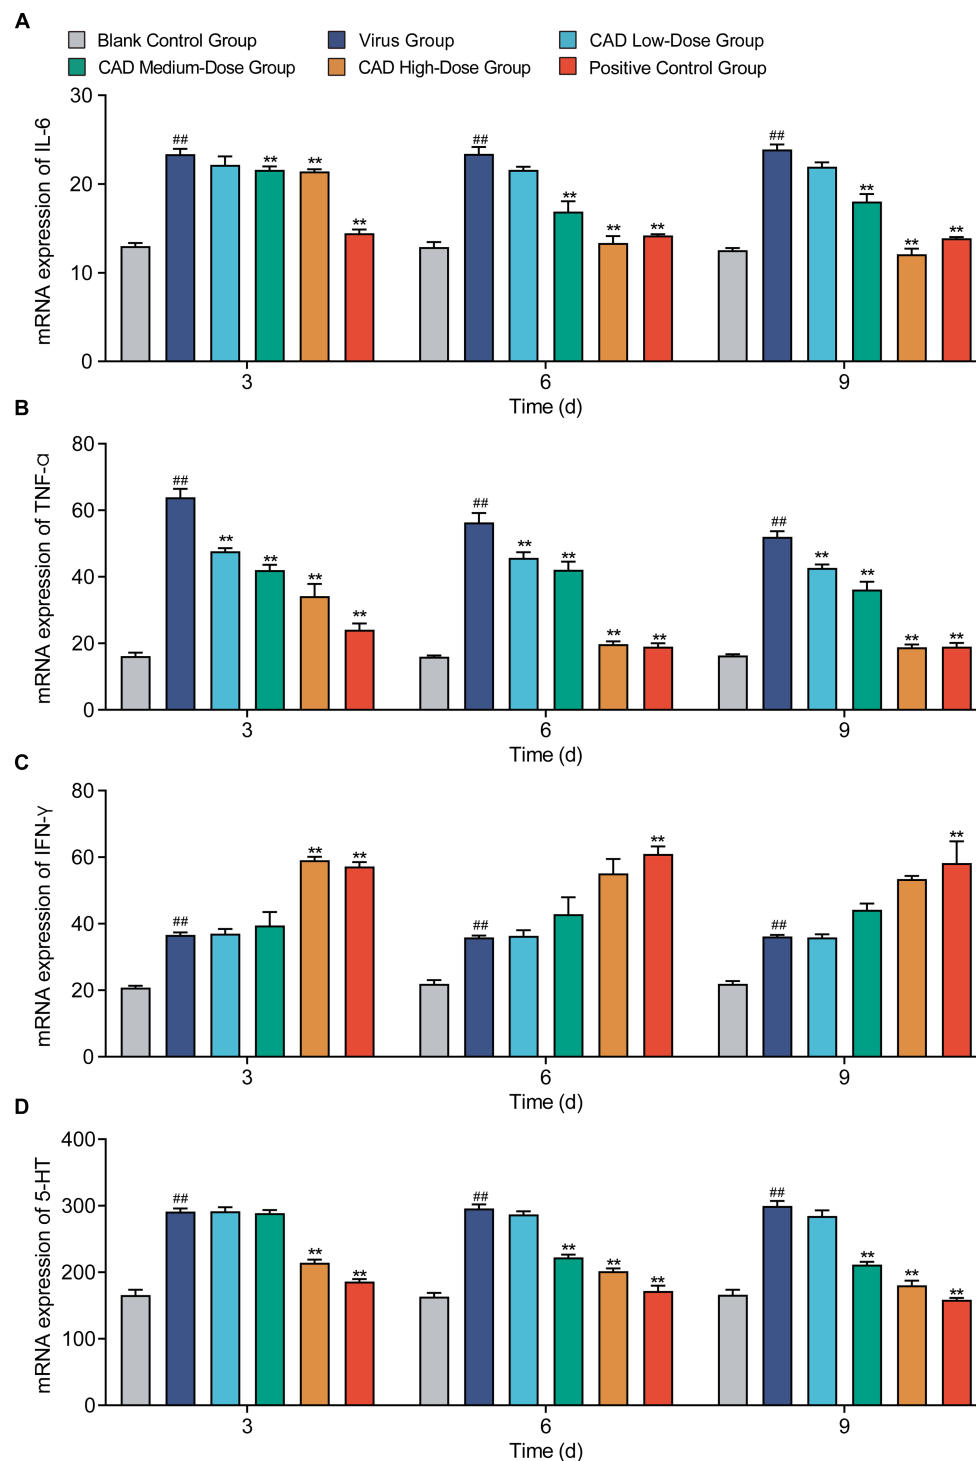 A
Blank Control Group Virus Group CAD Low-Dose Group
CAD Medium-Dose Group CAD High-Dose Group Positive Control Group
mRNA expression of IL-6
30
20
10
0
## ** ** **
## ** ** **
## ** ** **
3 6 9
Time (d)
B
mRNA expression of TNF-α
80
60
40
20
0
## ** ** ** **
## ** ** ** **
## ** ** ** **
3 6 9
Time (d)
C
mRNA expression of IFN-γ
80
60
40
20
0
## ** **
## **
## **
3 6 9
Time (d)
D
mRNA expression of 5-HT
400
300
200
100
0
## ** **
## ** ** **
## ** ** **
3 6 9
Time (d)